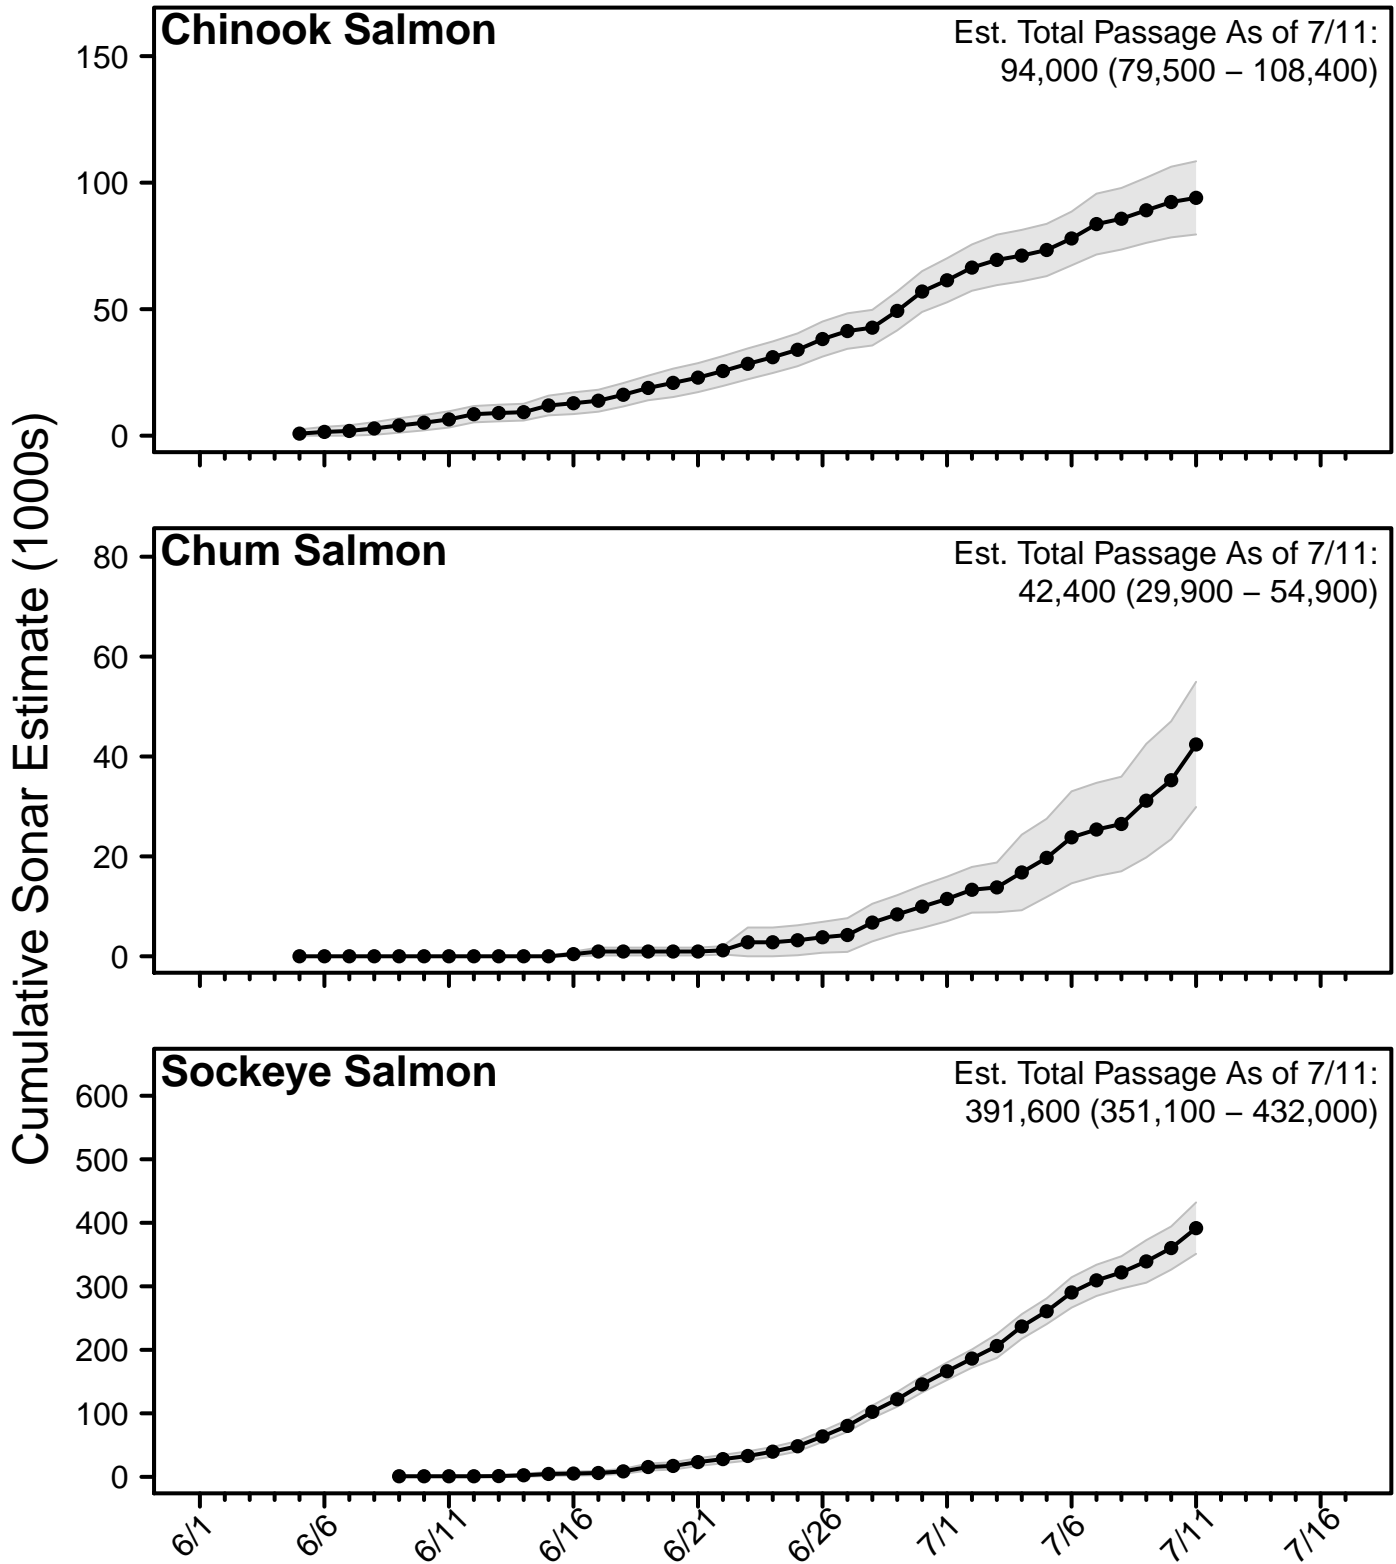 Cumulative Sonar Estimate (1000s)
Chinook Salmon
Est. Total Passage As of 7/11:
94,000 (79,500 – 108,400)
150
100
50
0
Chum Salmon
Est. Total Passage As of 7/11:
42,400 (29,900 – 54,900)
80
60
40
20
0
Sockeye Salmon
Est. Total Passage As of 7/11:
391,600 (351,100 – 432,000)
600
500
400
300
200
100
0
6/1 6/6 6/11 6/16 6/21 6/26 7/1 7/6 7/11 7/16